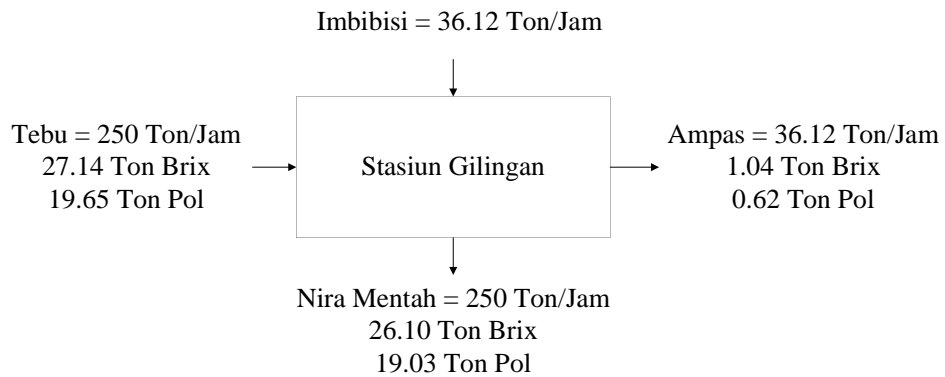 Imbibisi = 36.12 Ton/Jam
Tebu = 250 Ton/Jam
27.14 Ton Brix
19.65 Ton Pol
Stasiun Gilingan
Ampas = 36.12 Ton/Jam
1.04 Ton Brix
0.62 Ton Pol
Nira Mentah = 250 Ton/Jam
26.10 Ton Brix
19.03 Ton Pol